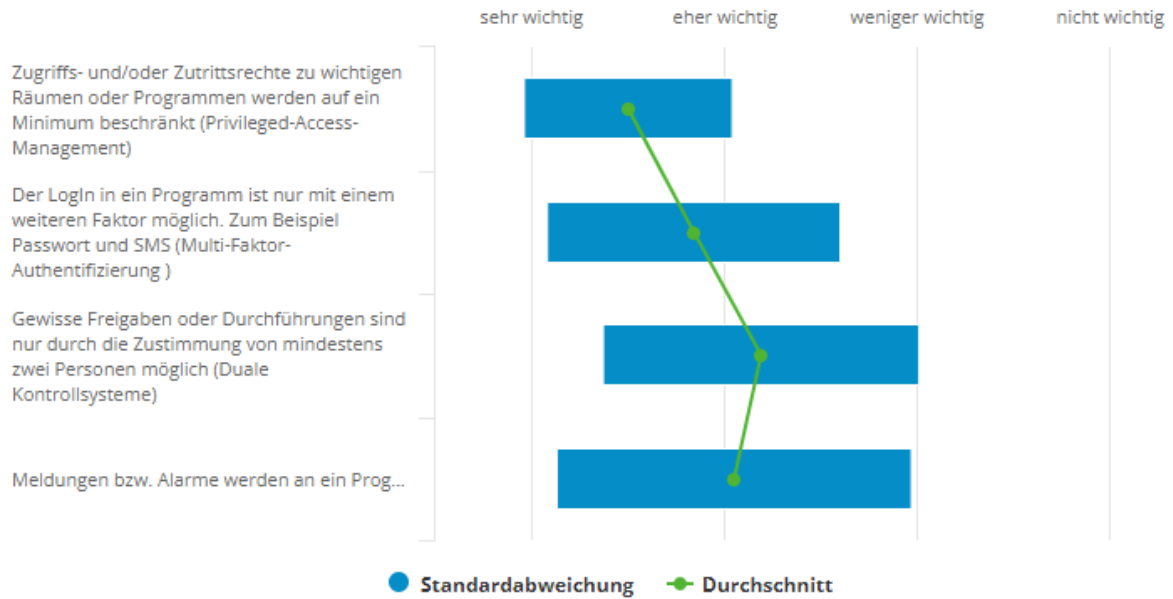 sehr wichtig eher wichtig weniger wichtig nicht wichtig
Zugriffs- und/oder Zutrittsrechte zu wichtigen
Räumen oder Programmen werden auf ein
Minimum beschränkt (Privileged-Access-
Management)
Der LogIn in ein Programm ist nur mit einem
weiteren Faktor möglich. Zum Beispiel
Passwort und SMS (Multi-Faktor-
Authentifizierung )
Gewisse Freigaben oder Durchführungen sind
nur durch die Zustimmung von mindestens
zwei Personen möglich (Duale
Kontrollsysteme)
Meldungen bzw. Alarme werden an ein Prog...
Standardabweichung Durchschnitt